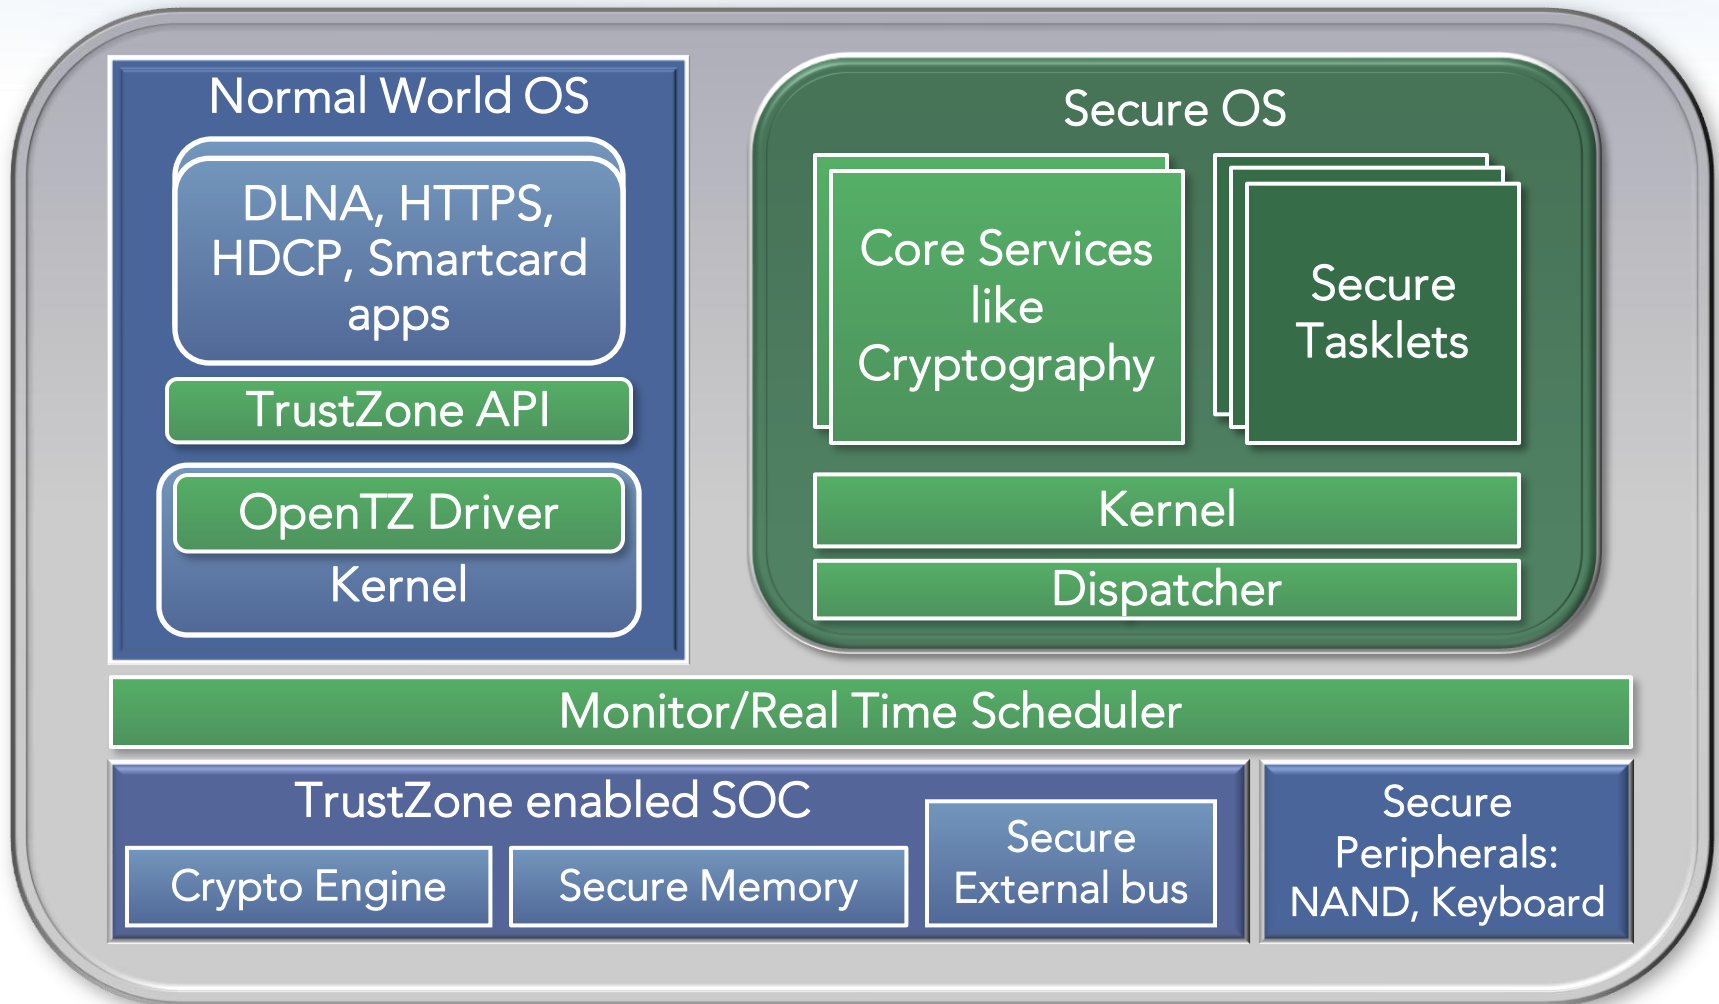 Normal World OS
DLNA, HTTPS,
HDCP, Smartcard
apps
TrustZone API
OpenTZ Driver
Kernel
Secure OS
Core Services
like
Cryptography
Secure
Tasklets
Kernel
Dispatcher
Monitor/Real Time Scheduler
TrustZone enabled SOC
Crypto Engine
Secure Memory
Secure
External bus
Secure
Peripherals:
NAND, Keyboard